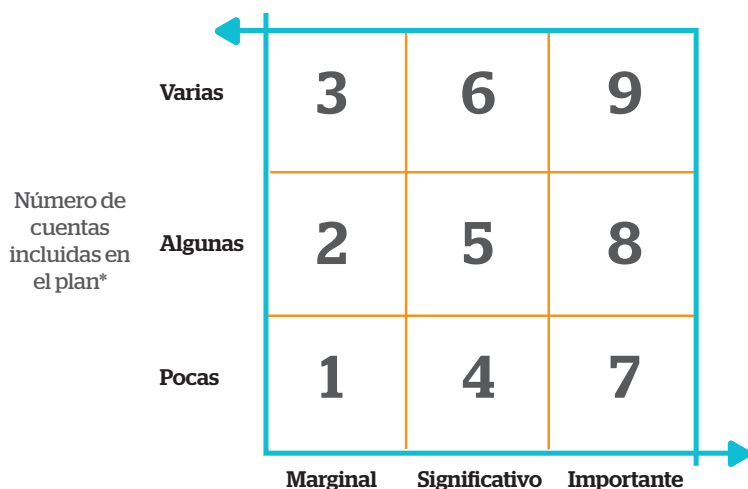 Varias 3 6 9
Número de
cuentas
incluidas en
el plan*
Algunas 2 5 8
Pocas 1 4 7
Marginal Significativo Importante